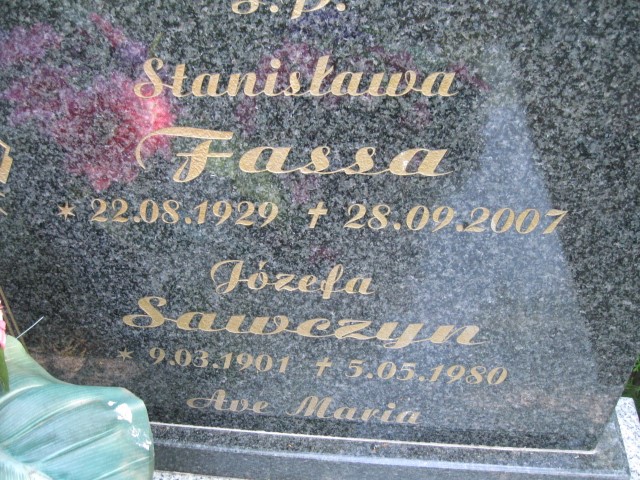 Ś.P.
Stanisława
Fassa
* 22.08.1929 ✝ 28.09.2007
Józefa
Sawczyn
* 9.03.1901 ✝ 5.05.1980
Ave Maria